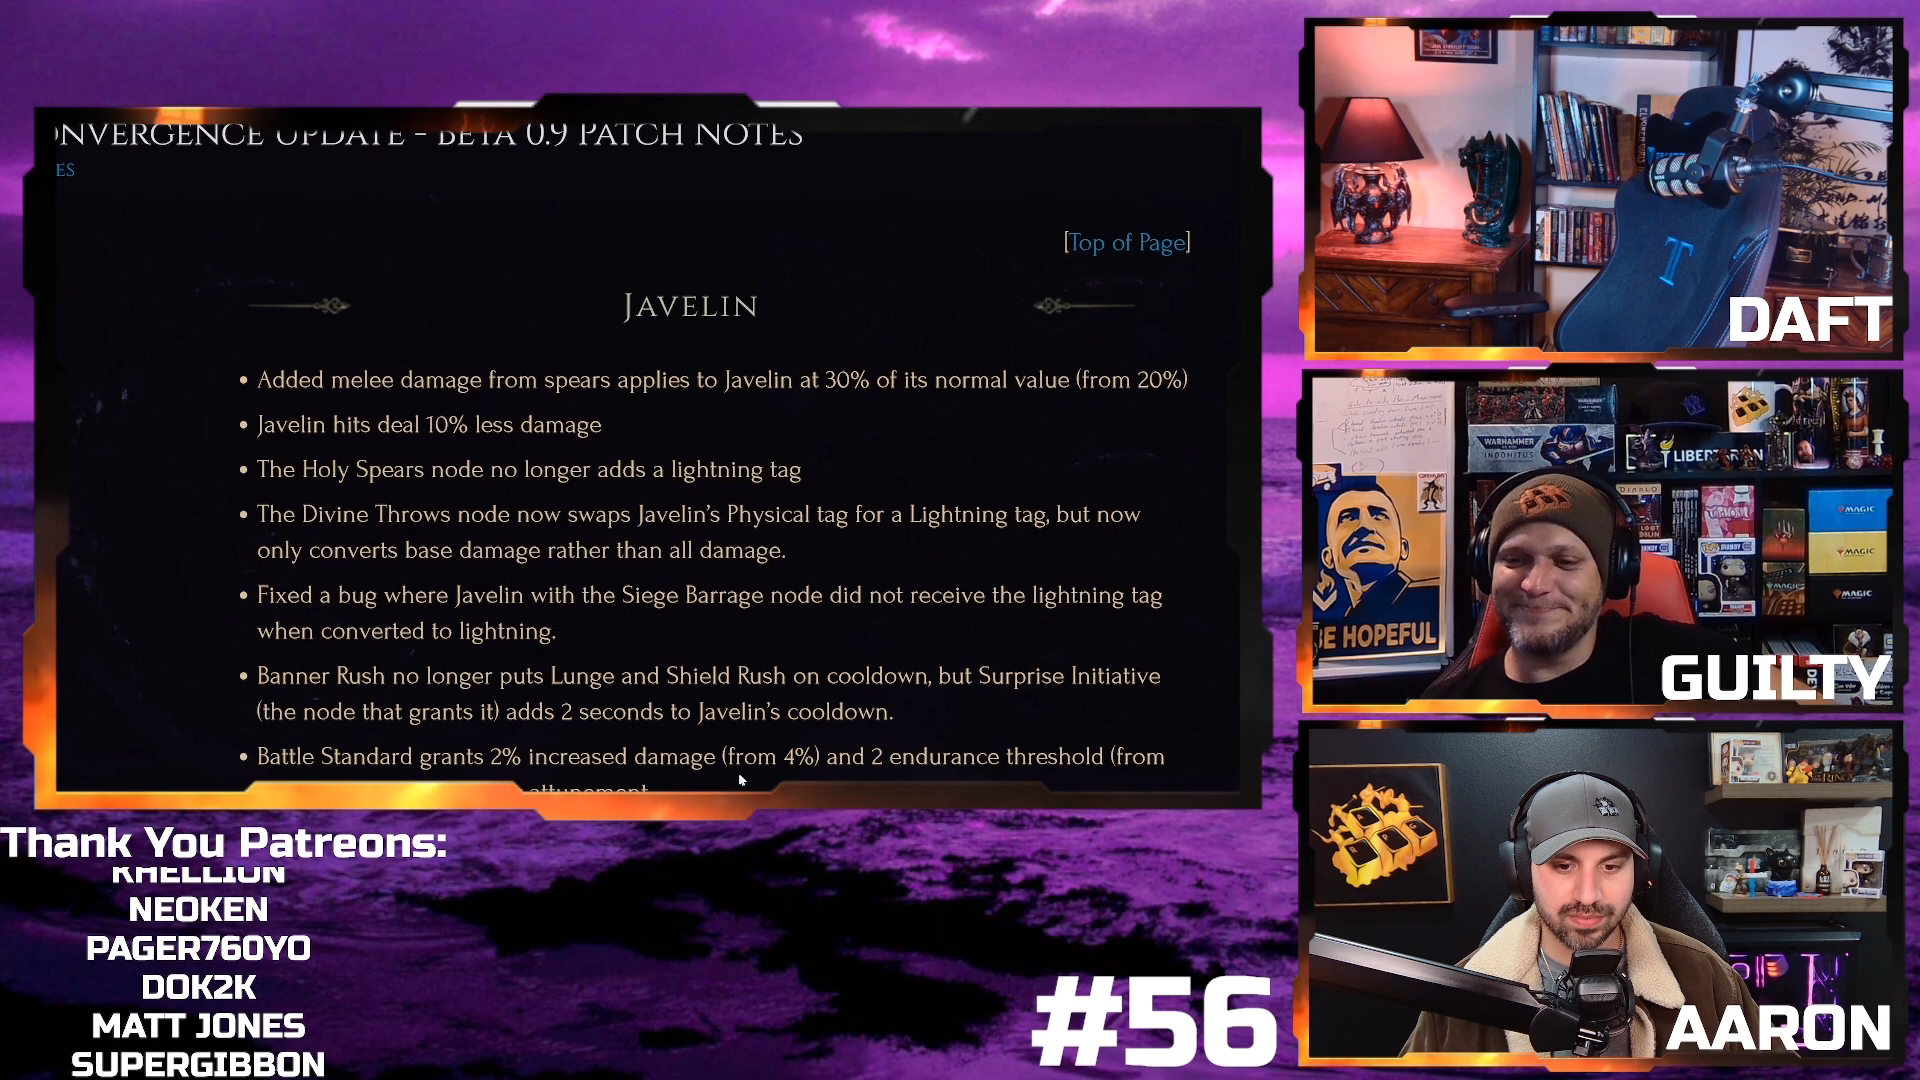 ONVERGENCE UPDATE - BETA 0.9 PATCH NOTES
ES
[Top of Page]
JAVELIN
• Added melee damage from spears applies to Javelin at 30% of its normal value (from 20%)
• Javelin hits deal 10% less damage
• The Holy Spears node no longer adds a lightning tag
• The Divine Throws node now swaps Javelin's Physical tag for a Lightning tag, but now
only converts base damage rather than all damage.
• Fixed a bug where Javelin with the Siege Barrage node did not receive the lightning tag
when converted to lightning.
• Banner Rush no longer puts Lunge and Shield Rush on cooldown, but Surprise Initiative
(the node that grants it) adds 2 seconds to Javelin's cooldown.
• Battle Standard grants 2% increased damage (from 4%) and 2 endurance threshold (from
attunement
Thank You Patreons:
KHELLION
NEOKEN
PAGER760YO
DOK2K
MATT JONES
SUPERGIBBON
#56
T
DAFT
WARHAMMER
INDOMITUS
LIBERTARIAN
DIABLO
MAGIC
MAGIC
MAGIC
MAGIC
BE HOPEFUL
GUILTY
AARON